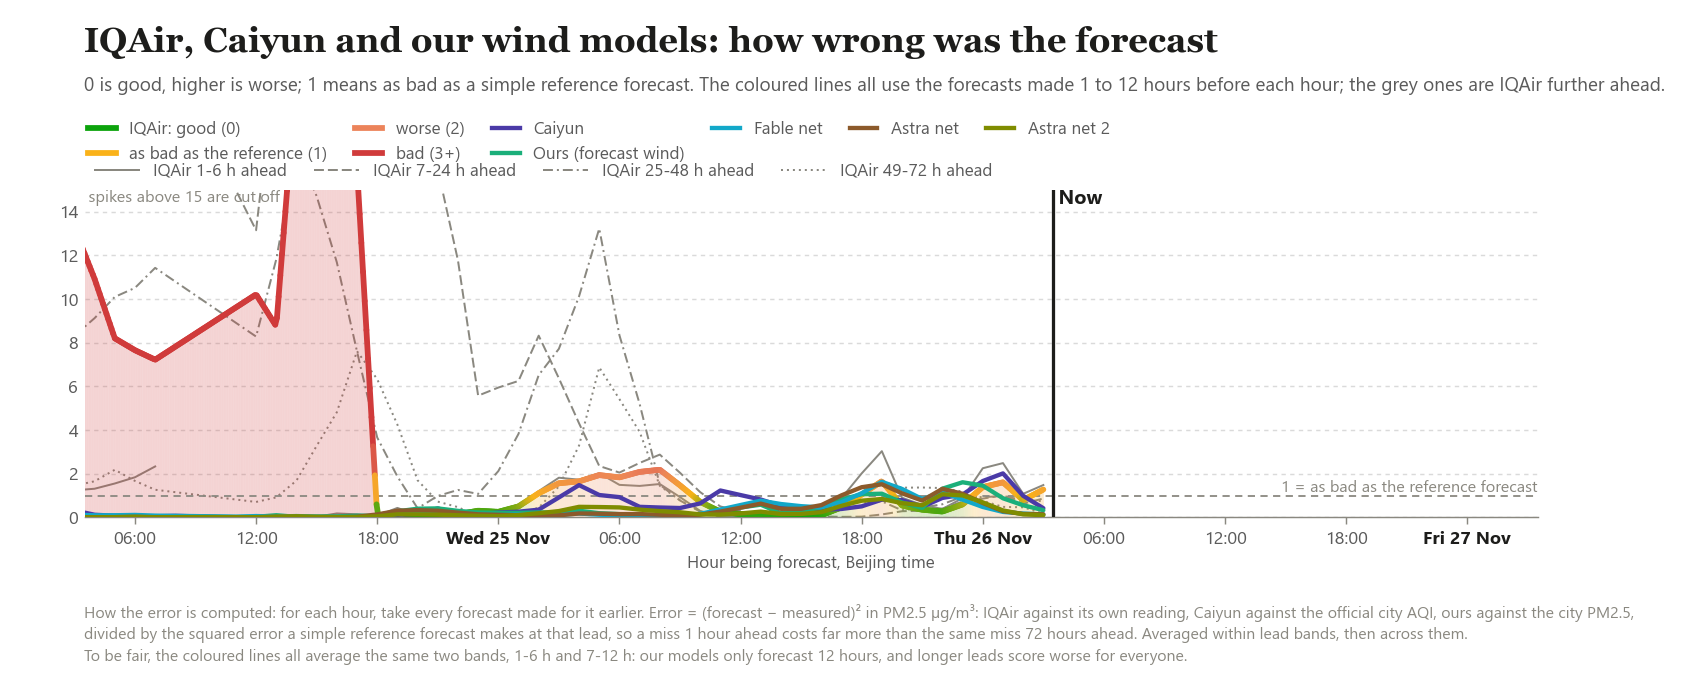 IQAir, Caiyun and our wind models: how wrong was the forecast
0 is good, higher is worse; 1 means as bad as a simple reference forecast. The coloured lines all use the forecasts made 1 to 12 hours before each hour; the grey ones are IQAir further ahead.
IQAir: good (0)
worse (2)
Caiyun
Fable net
Astra net
Astra net 2
as bad as the reference (1)
bad (3+)
Ours (forecast wind)
IQAir 1-6 h ahead
IQAir 7-24 h ahead
IQAir 25-48 h ahead
IQAir 49-72 h ahead
spikes above 15 are cut off
Now
14
12
10
8
6
4
2
0
1 = as bad as the reference forecast
06:00
12:00
18:00
Wed 25 Nov
06:00
12:00
18:00
Thu 26 Nov
06:00
12:00
18:00
Fri 27 Nov
Hour being forecast, Beijing time
How the error is computed: for each hour, take every forecast made for it earlier. Error = (forecast − measured)² in PM2.5 µg/m³: IQAir against its own reading, Caiyun against the official city AQI, ours against the city PM2.5,
divided by the squared error a simple reference forecast makes at that lead, so a miss 1 hour ahead costs far more than the same miss 72 hours ahead. Averaged within lead bands, then across them.
To be fair, the coloured lines all average the same two bands, 1-6 h and 7-12 h: our models only forecast 12 hours, and longer leads score worse for everyone.